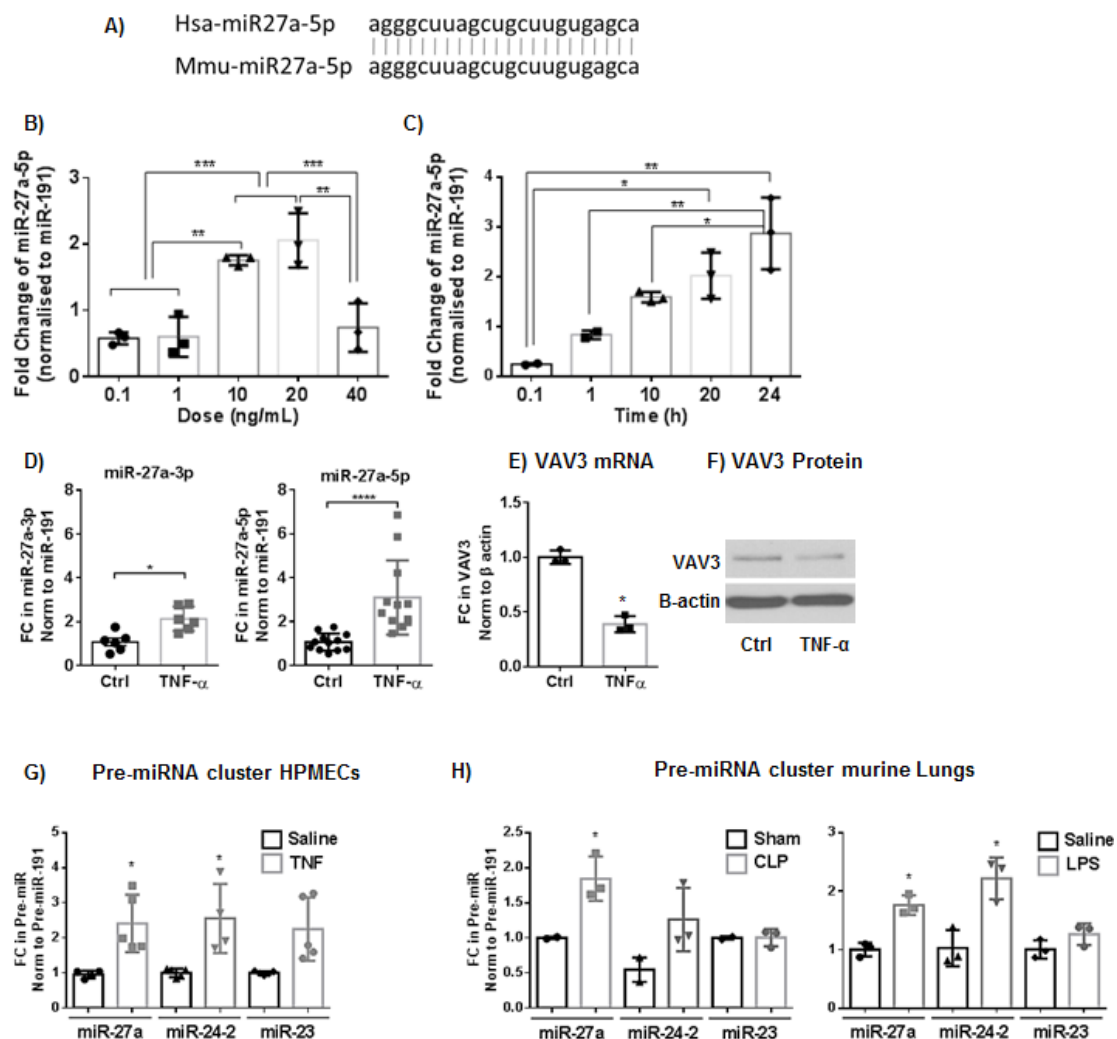 A)
Hsa-miR27a-5p agggcuuagcugcuugugagca
Mmu-miR27a-5p agggcuuagcugcuugugagca
B)
Fold Change of miR-27a-5p
(normalised to miR-191)
3
2
1
0
***
***
**
**
0.1 1 10 20 40
Dose (ng/mL)
C)
Fold Change of miR-27a-5p
(normalised to miR-191)
4
3
2
1
0
**
*
**
*
0.1 1 10 20 24
Time (h)
D)
miR-27a-3p
FC in miR-27a-3p
Norm to miR-191
8
6
4
2
0
*
Ctrl TNF-α
miR-27a-5p
FC in miR-27a-5p
Norm to miR-191
8
6
4
2
0
****
Ctrl TNF-α
E) VAV3 mRNA
FC in VAV3
Norm to β actin
1.5
1.0
0.5
0.0
*
Ctrl TNFα
F) VAV3 Protein
VAV3
B-actin
Ctrl TNF-α
G) Pre-miRNA cluster HPMECs
FC in Pre-miR
Norm to Pre-miR-191
5
4
3
2
1
0
Saline
TNF
* *
miR-27a miR-24-2 miR-23
H) Pre-miRNA cluster murine Lungs
FC in Pre-miR
Norm to Pre-miR-191
2.5
2.0
1.5
1.0
0.5
0.0
Sham
CLP
*
miR-27a miR-24-2 miR-23
3
2
1
0
Saline
LPS
* *
miR-27a miR-24-2 miR-23